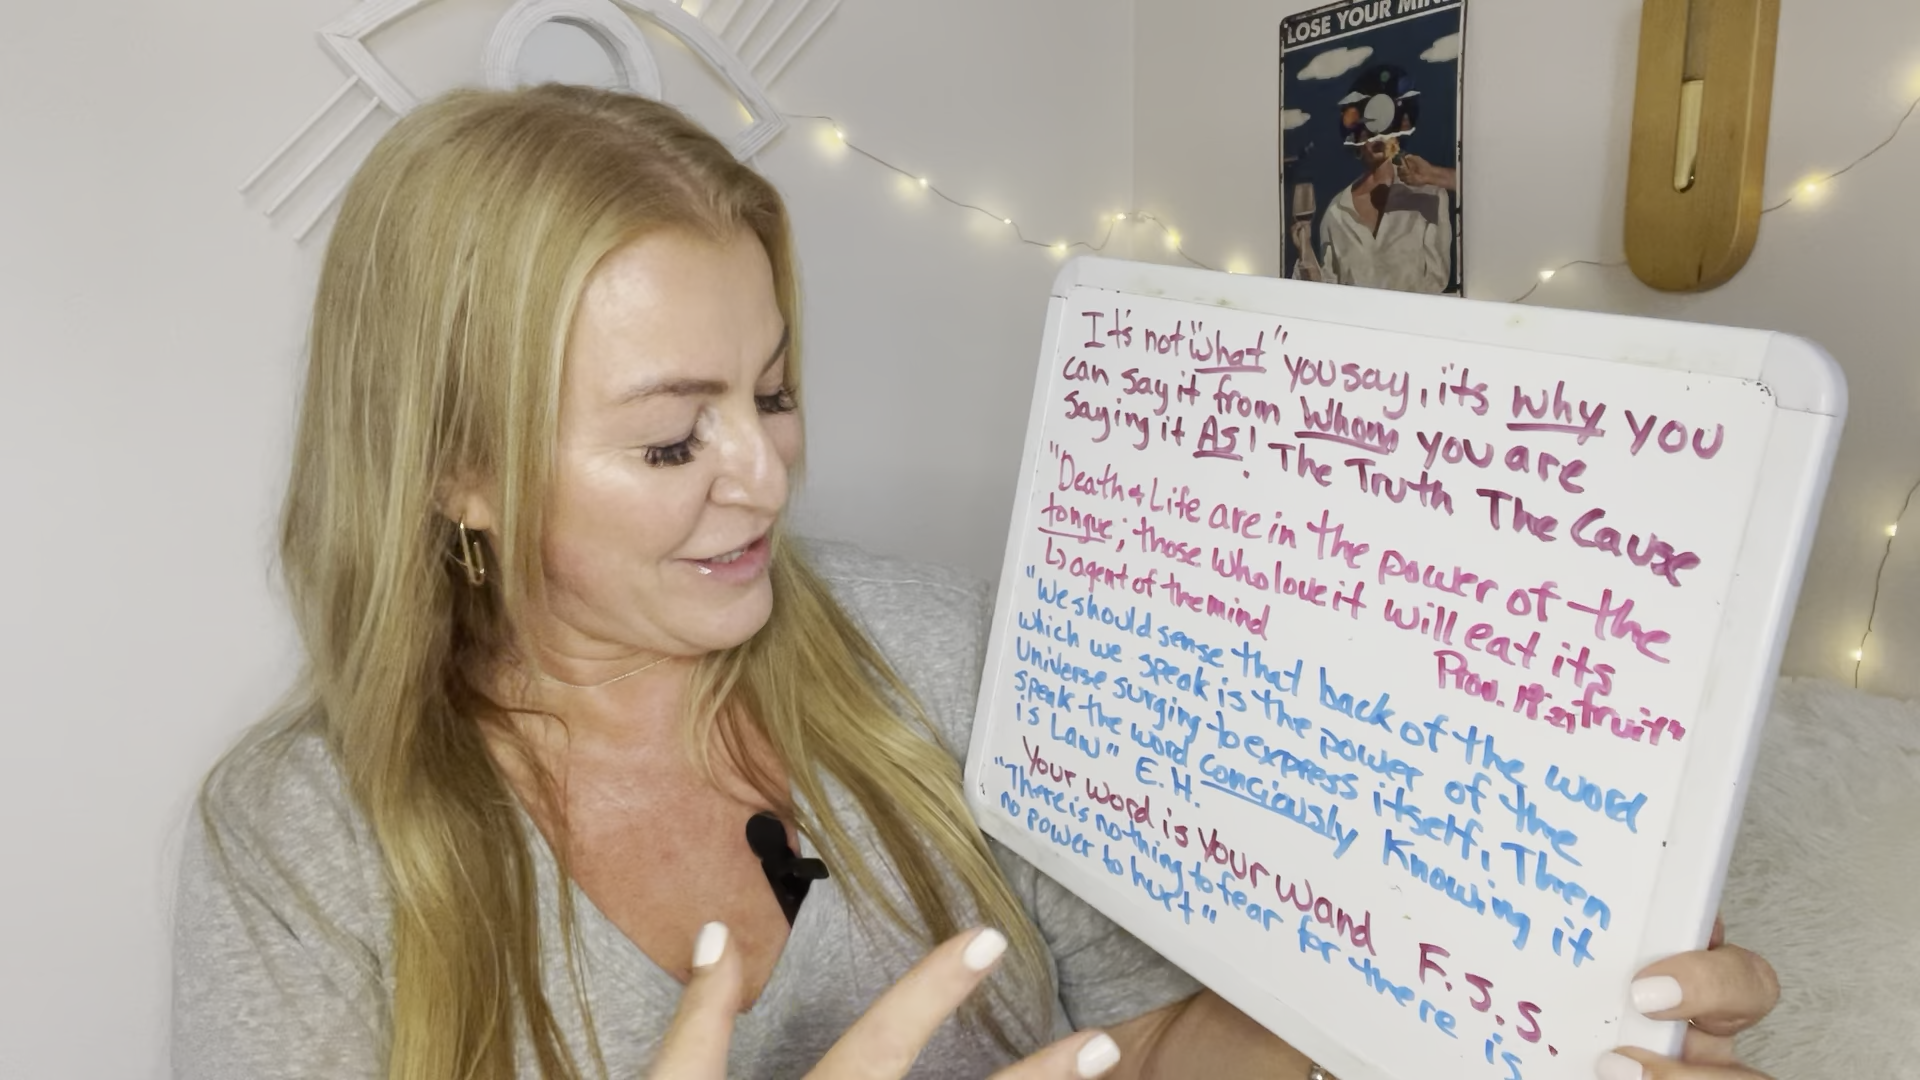 LOSE YOUR MIN
It's not "what" you say, its why you
can say it from Whom you are
saying it As! The Truth The Cause
"Death & Life are in the power of the
tongue; those who love it will eat its
fruit"
↳ agent of the mind
Prov.
"We should sense that back of the word
which we speak is the power of the
Universe surging to express itself, Then
speak the word conciously knowing it
is Law" E.H.
Your word is Your wand F.S.S.
"There is nothing to fear for there is
no power to hurt"